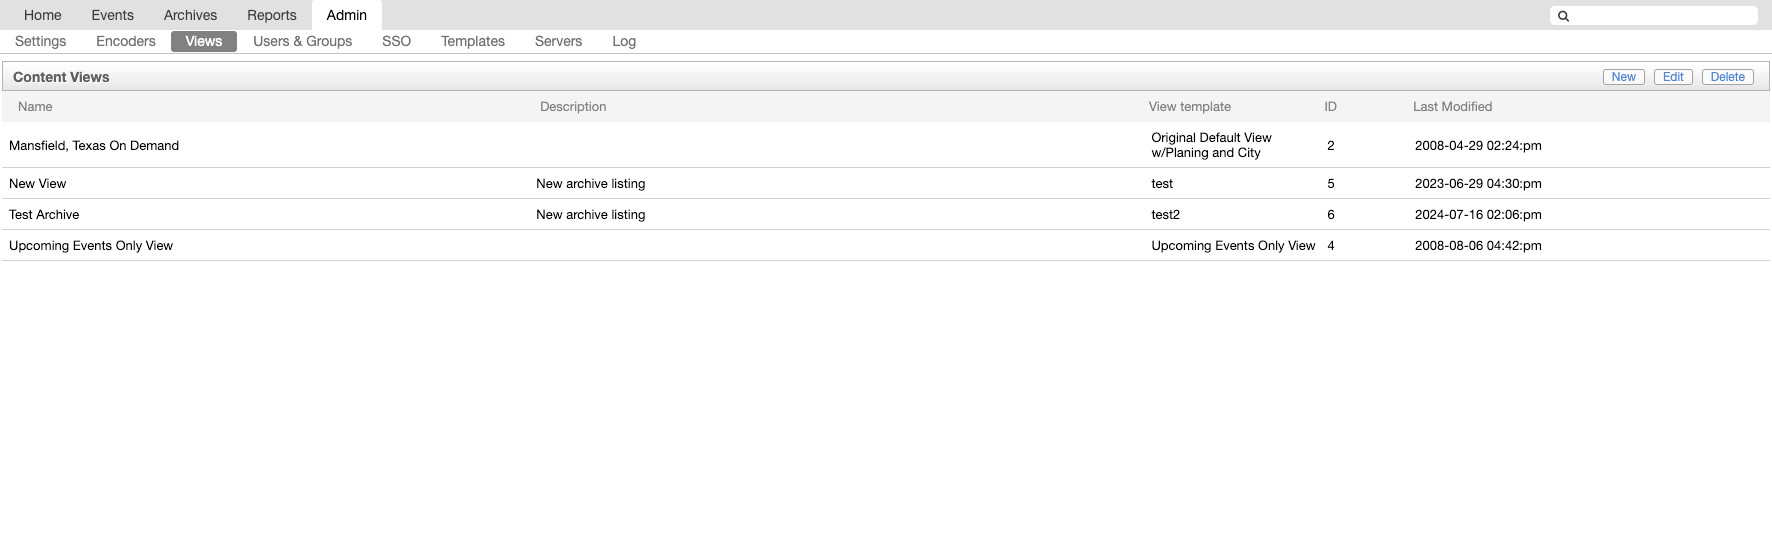 Home Events Archives Reports Admin
Settings Encoders Views Users & Groups SSO Templates Servers Log
Content Views New Edit Delete
Name Description View template ID Last Modified
Mansfield, Texas On Demand Original Default View w/Planing and City 2 2008-04-29 02:24:pm
New View New archive listing test 5 2023-06-29 04:30:pm
Test Archive New archive listing test2 6 2024-07-16 02:06:pm
Upcoming Events Only View Upcoming Events Only View 4 2008-08-06 04:42:pm